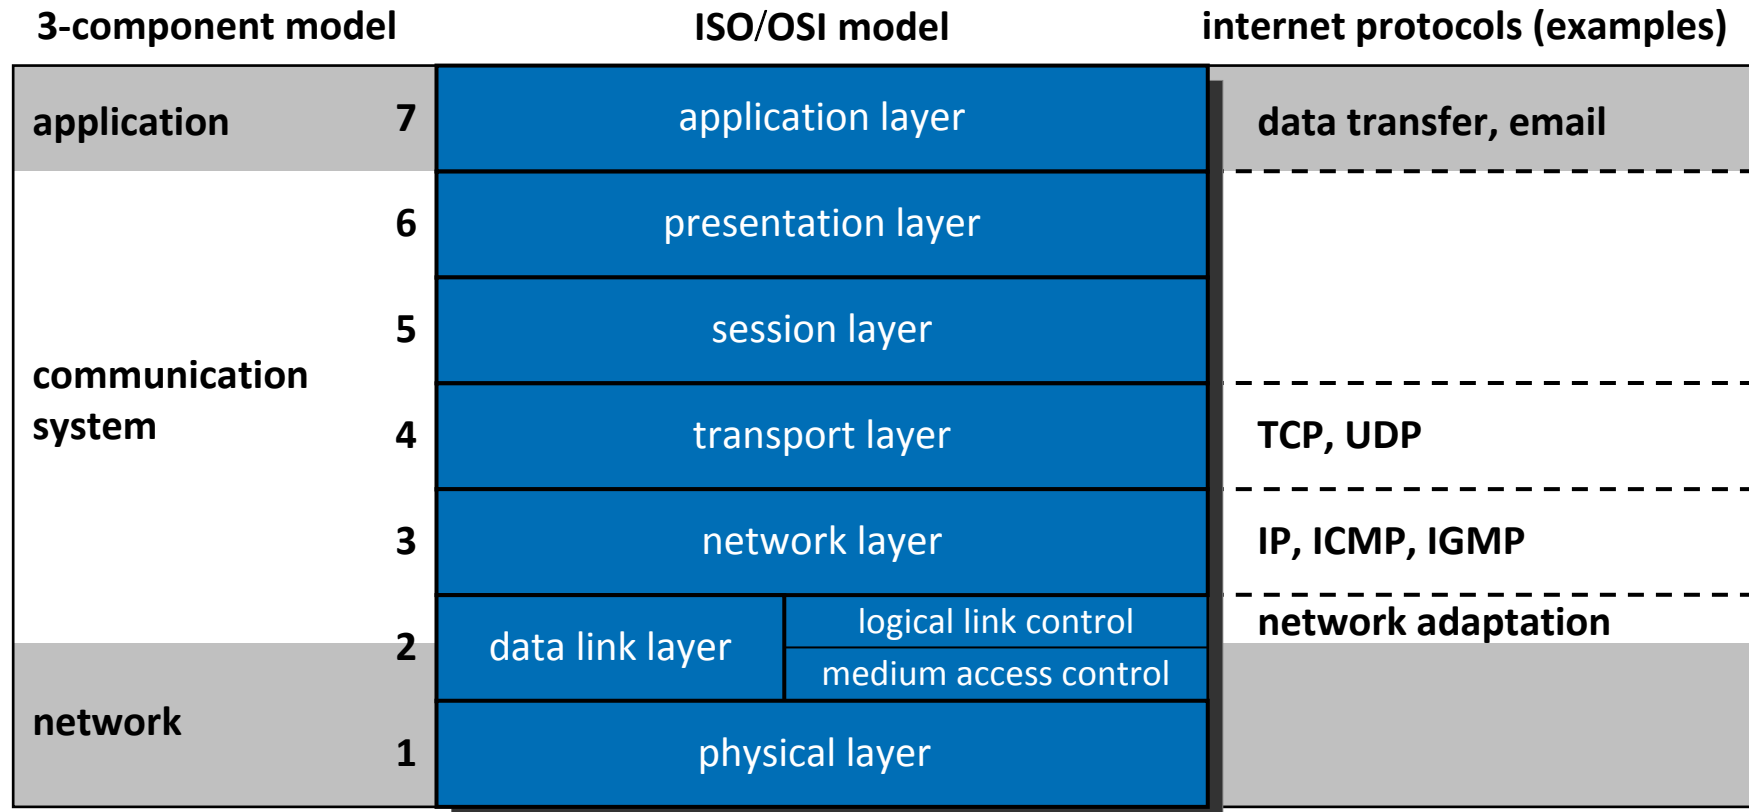 3-component model
ISO/OSI model
internet protocols (examples)
application
7
application layer
data transfer, email
6
presentation layer
5
session layer
communication
system
4
transport layer
TCP, UDP
3
network layer
IP, ICMP, IGMP
2
data link layer
logical link control
medium access control
network adaptation
network
1
physical layer